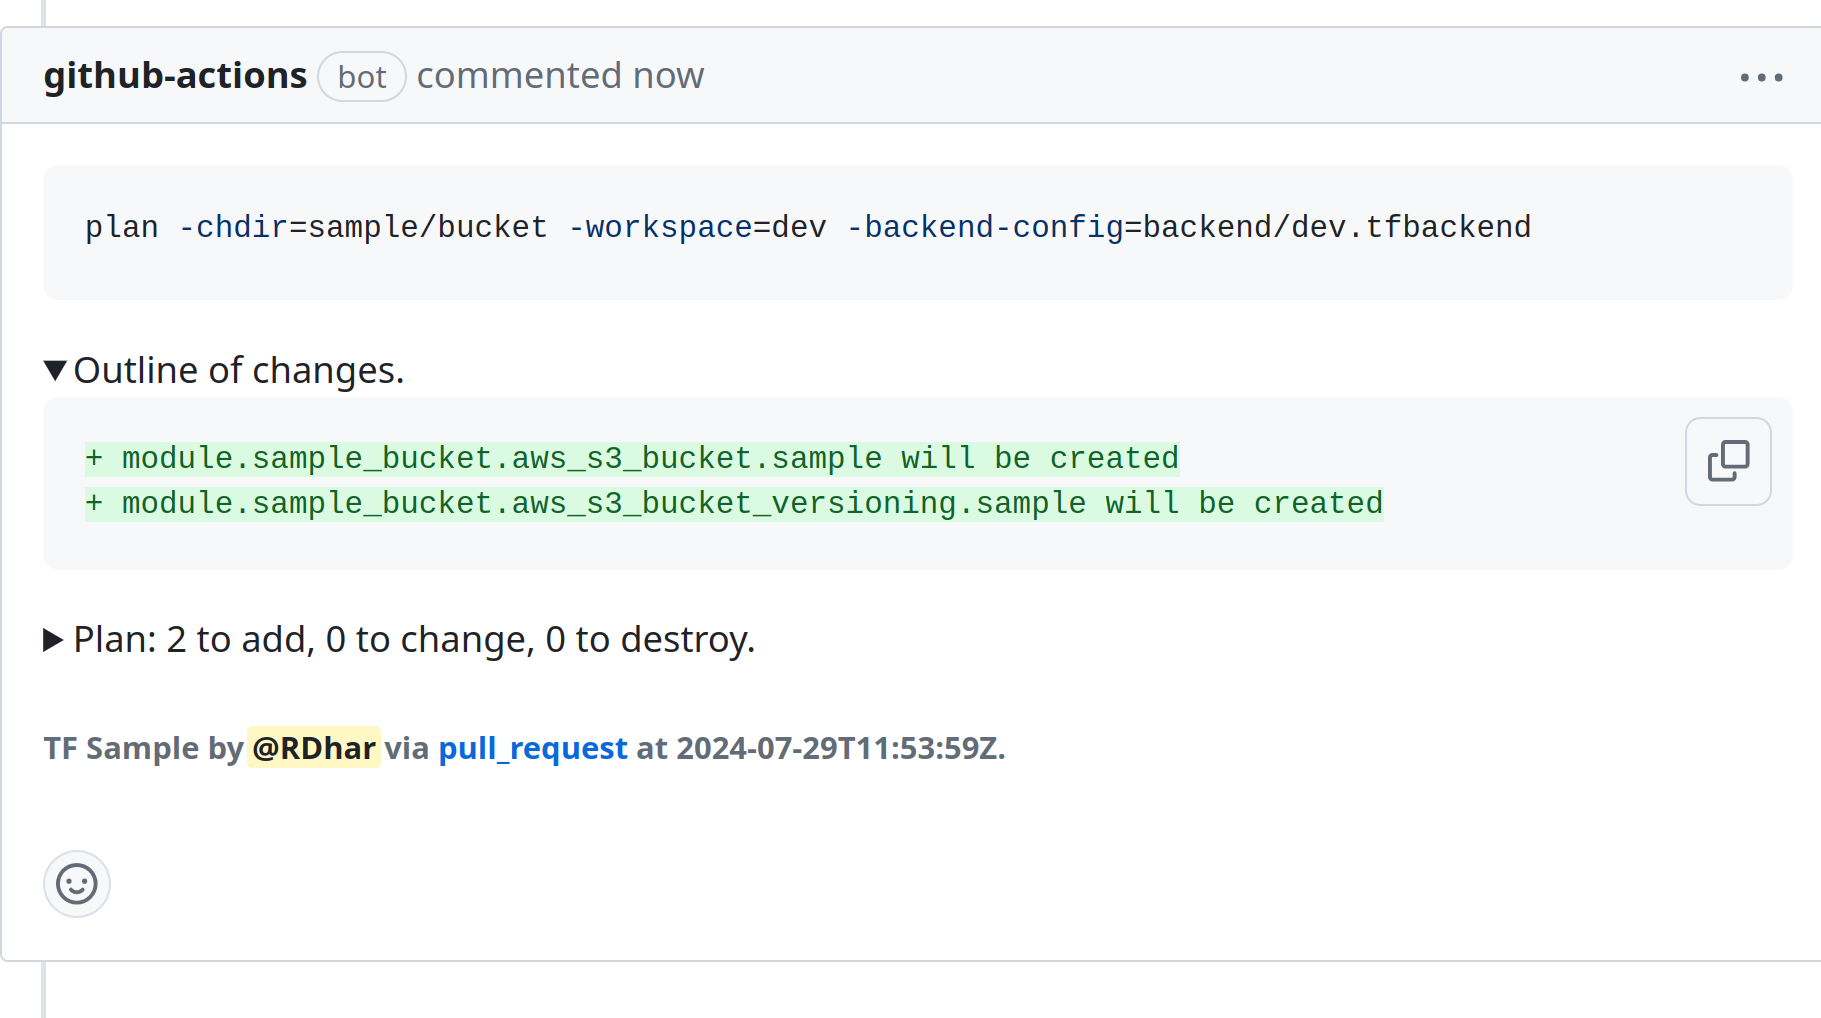 github-actions bot commented now
plan -chdir=sample/bucket -workspace=dev -backend-config=backend/dev.tfbackend
Outline of changes.
+ module.sample_bucket.aws_s3_bucket.sample will be created
+ module.sample_bucket.aws_s3_bucket_versioning.sample will be created
Plan: 2 to add, 0 to change, 0 to destroy.
TF Sample by @RDhar via pull_request at 2024-07-29T11:53:59Z.